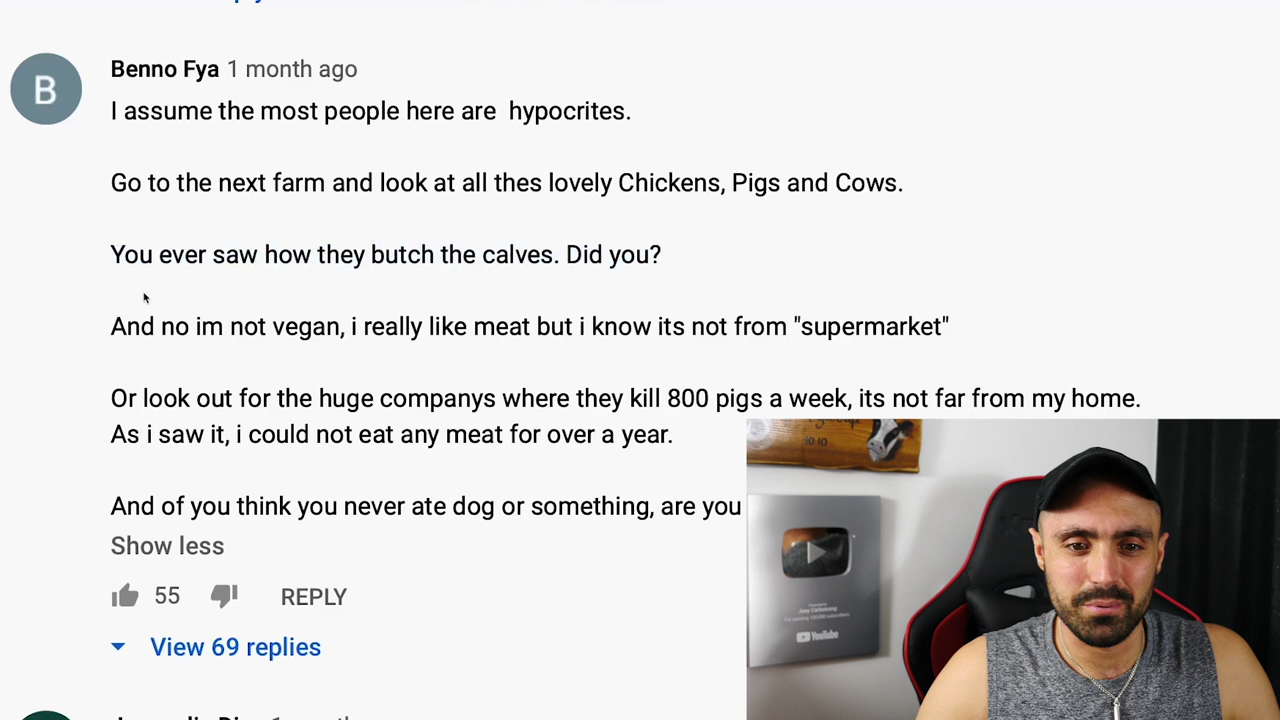 B
Benno Fya 1 month ago
I assume the most people here are  hypocrites.
Go to the next farm and look at all thes lovely Chickens, Pigs and Cows.
You ever saw how they butch the calves. Did you?
And no im not vegan, i really like meat but i know its not from "supermarket"
Or look out for the huge companys where they kill 800 pigs a week, its not far from my home.
As i saw it, i could not eat any meat for over a year.
And of you think you never ate dog or something, are you
Show less
55 REPLY
View 69 replies
10 10
Joey Carbstrong
YouTube